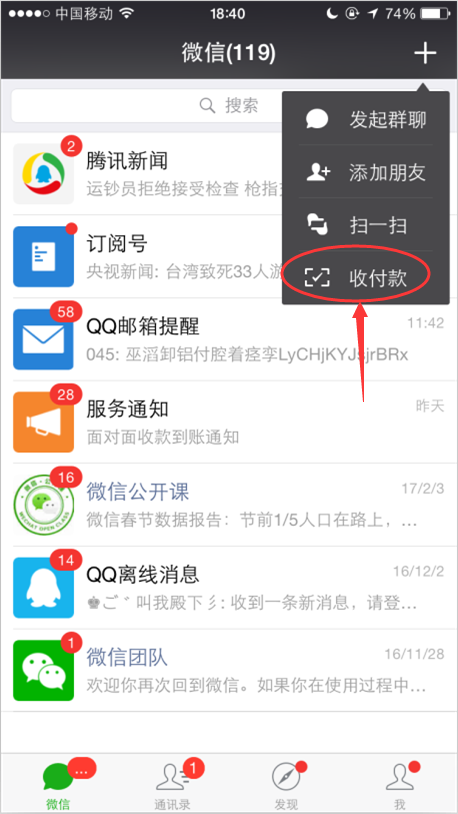 中国移动 18:40 74%
微信(119)
搜索
发起群聊
添加朋友
扫一扫
收付款
2
腾讯新闻
运钞员拒绝接受检查 枪指
订阅号
央视新闻: 台湾致死33人游
58
QQ邮箱提醒 11:42
045: 巫滔卸铝付腔着痉孪LyCHjKYJsjrBRx
28
服务通知 昨天
面对面收款到账通知
16
微信公开课 17/2/3
微信春节数据报告：节前1/5人口在路上，...
WECHAT OPEN CLASS
14
QQ离线消息 16/12/2
叫我殿下彡: 收到一条新消息，请登...
1
微信团队 16/11/28
欢迎你再次回到微信。如果你在使用过程中...
...
1
微信 通讯录 发现 我